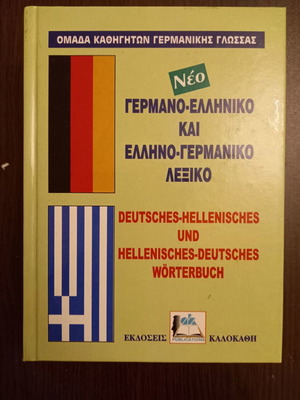 ΟΜΑΔΑ ΚΑΘΗΓΗΤΩΝ ΓΕΡΜΑΝΙΚΗΣ ΓΛΩΣΣΑΣ
Νέο
ΓΕΡΜΑΝΟ-ΕΛΛΗΝΙΚΟ
ΚΑΙ
ΕΛΛΗΝΟ-ΓΕΡΜΑΝΙΚΟ
ΛΕΞΙΚΟ
DEUTSCHES-HELLENISCHES
UND
HELLENISCHES-DEUTSCHES
WÖRTERBUCH
ΕΚΔΟΣΕΙΣ ΚΑΛΟΚΑΘΗ